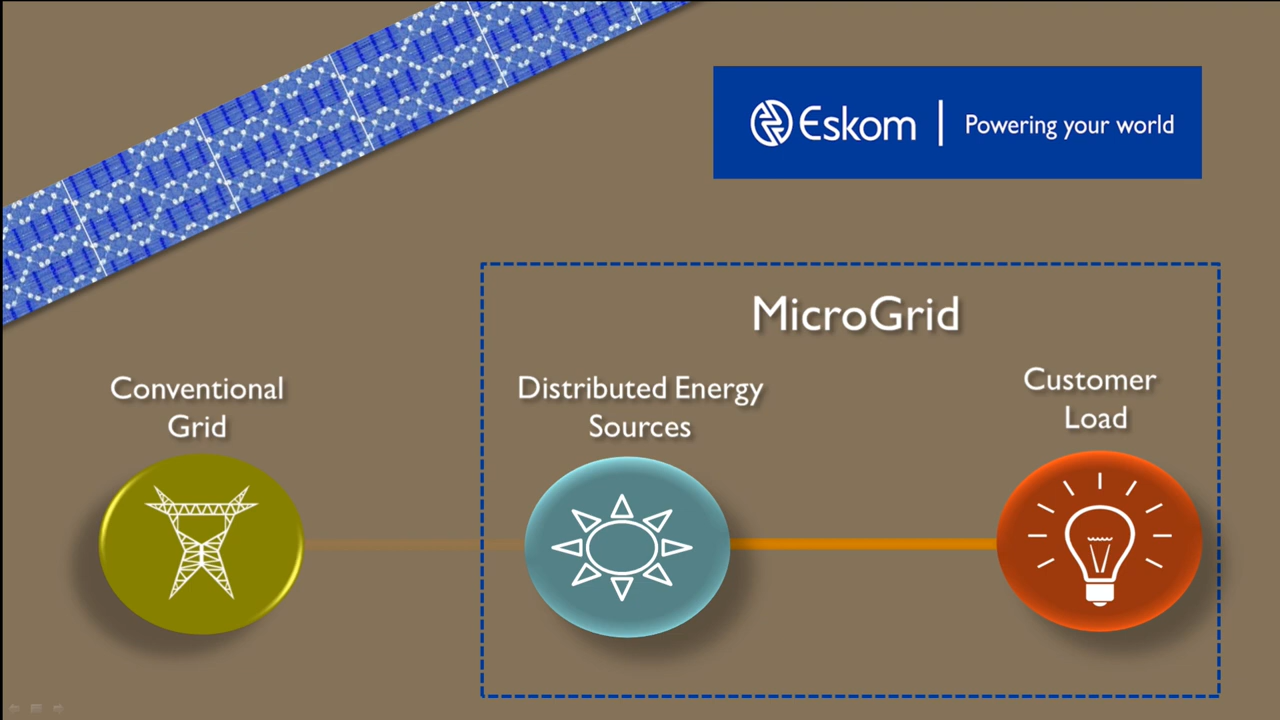 Eskom | Powering your world
MicroGrid
Conventional
Grid
Distributed Energy
Sources
Customer
Load